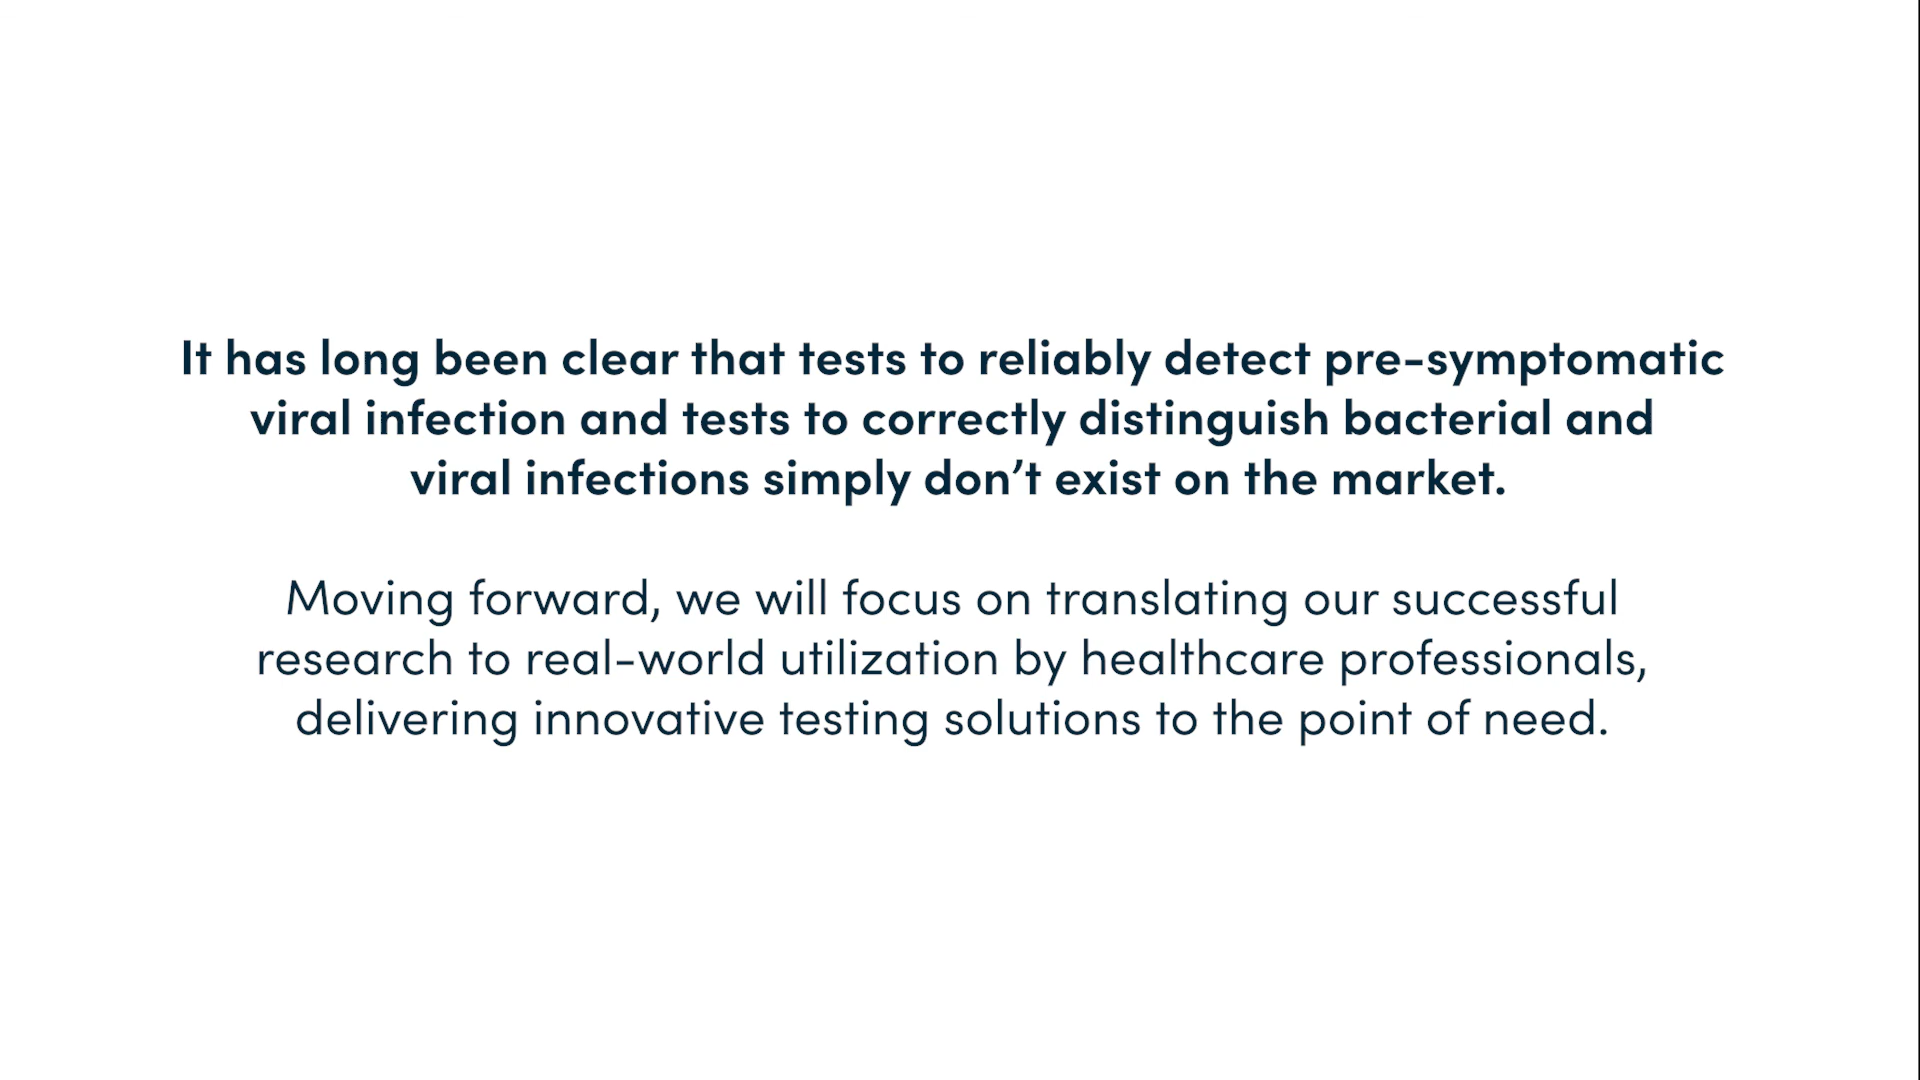 It has long been clear that tests to reliably detect pre-symptomatic
viral infection and tests to correctly distinguish bacterial and
viral infections simply don’t exist on the market.
Moving forward, we will focus on translating our successful
research to real-world utilization by healthcare professionals,
delivering innovative testing solutions to the point of need.